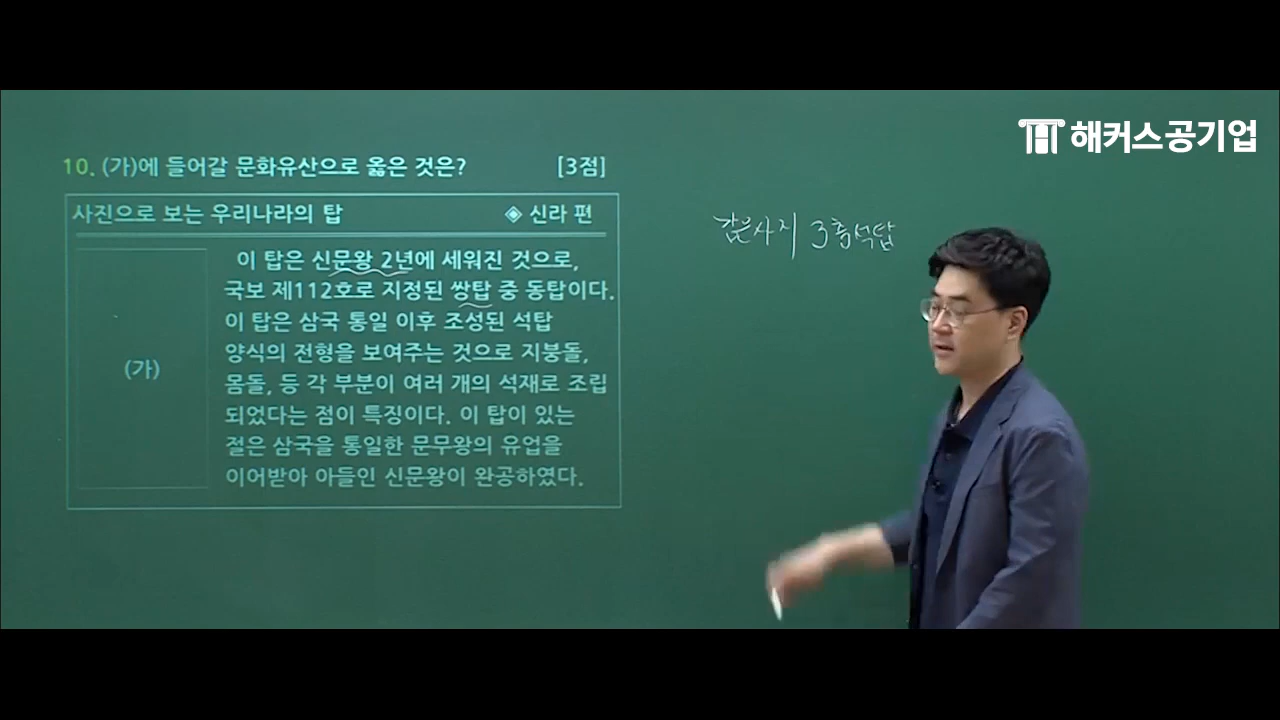 해커스공기업
10. (가)에 들어갈 문화유산으로 옳은 것은? [3점]
사진으로 보는 우리나라의 탑 ◈ 신라 편
(가)
이 탑은 신문왕 2년에 세워진 것으로,
국보 제112호로 지정된 쌍탑 중 동탑이다.
이 탑은 삼국 통일 이후 조성된 석탑
양식의 전형을 보여주는 것으로 지붕돌,
몸돌, 등 각 부분이 여러 개의 석재로 조립
되었다는 점이 특징이다. 이 탑이 있는
절은 삼국을 통일한 문무왕의 유업을
이어받아 아들인 신문왕이 완공하였다.
감은사지 3층석탑